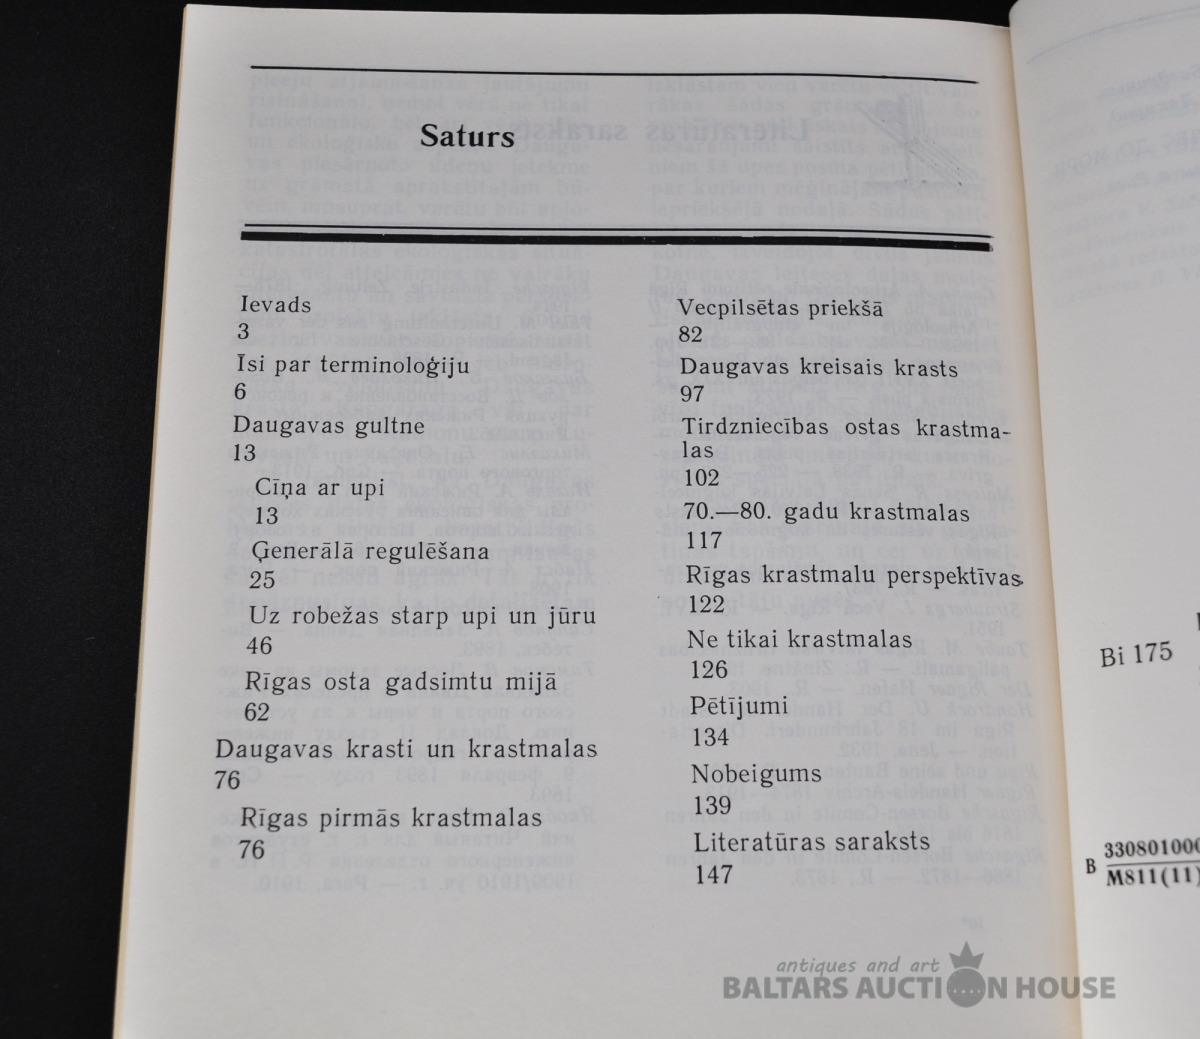 Saturs
Ievads
3
Īsi par terminoloģiju
6
Daugavas gultne
13
Cīņa ar upi
13
Ģenerālā regulēšana
25
Uz robežas starp upi un jūru
46
Rīgas osta gadsimtu mijā
62
Daugavas krasti un krastmalas
76
Rīgas pirmās krastmalas
76
Vecpilsētas priekšā
82
Daugavas kreisais krasts
97
Tirdzniecības ostas krastma-
las
102
70.—80. gadu krastmalas
117
Rīgas krastmalu perspektīvas
122
Ne tikai krastmalas
126
Pētījumi
134
Nobeigums
139
Literatūras saraksts
147
Bi 175
B 330801000
M811(11)
antiques and art
BALTARS AUCTION HOUSE